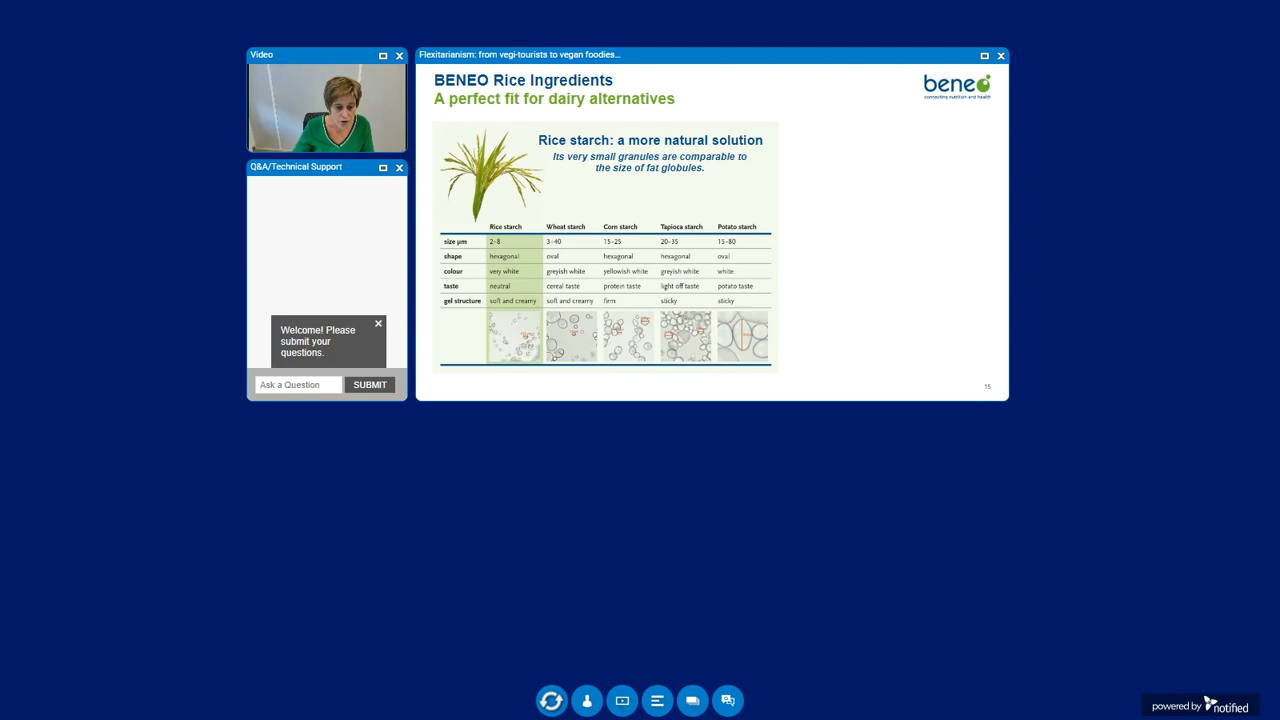 Video
Flexitarianism: from vegi-tourists to vegan foodies...
BENEO Rice Ingredients
A perfect fit for dairy alternatives
beneo
connecting nutrition and health
Rice starch: a more natural solution
Its very small granules are comparable to
the size of fat globules.
Rice starch Wheat starch Corn starch Tapioca starch Potato starch
size µm 2–8 3–40 15–25 20–35 15–80
shape hexagonal oval hexagonal hexagonal oval
colour very white greyish white yellowish white greyish white white
taste neutral cereal taste protein taste light off taste potato taste
gel structure soft and creamy soft and creamy firm sticky sticky
15
Q&A/Technical Support
Welcome! Please
submit your
questions.
Ask a Question SUBMIT
powered by notified